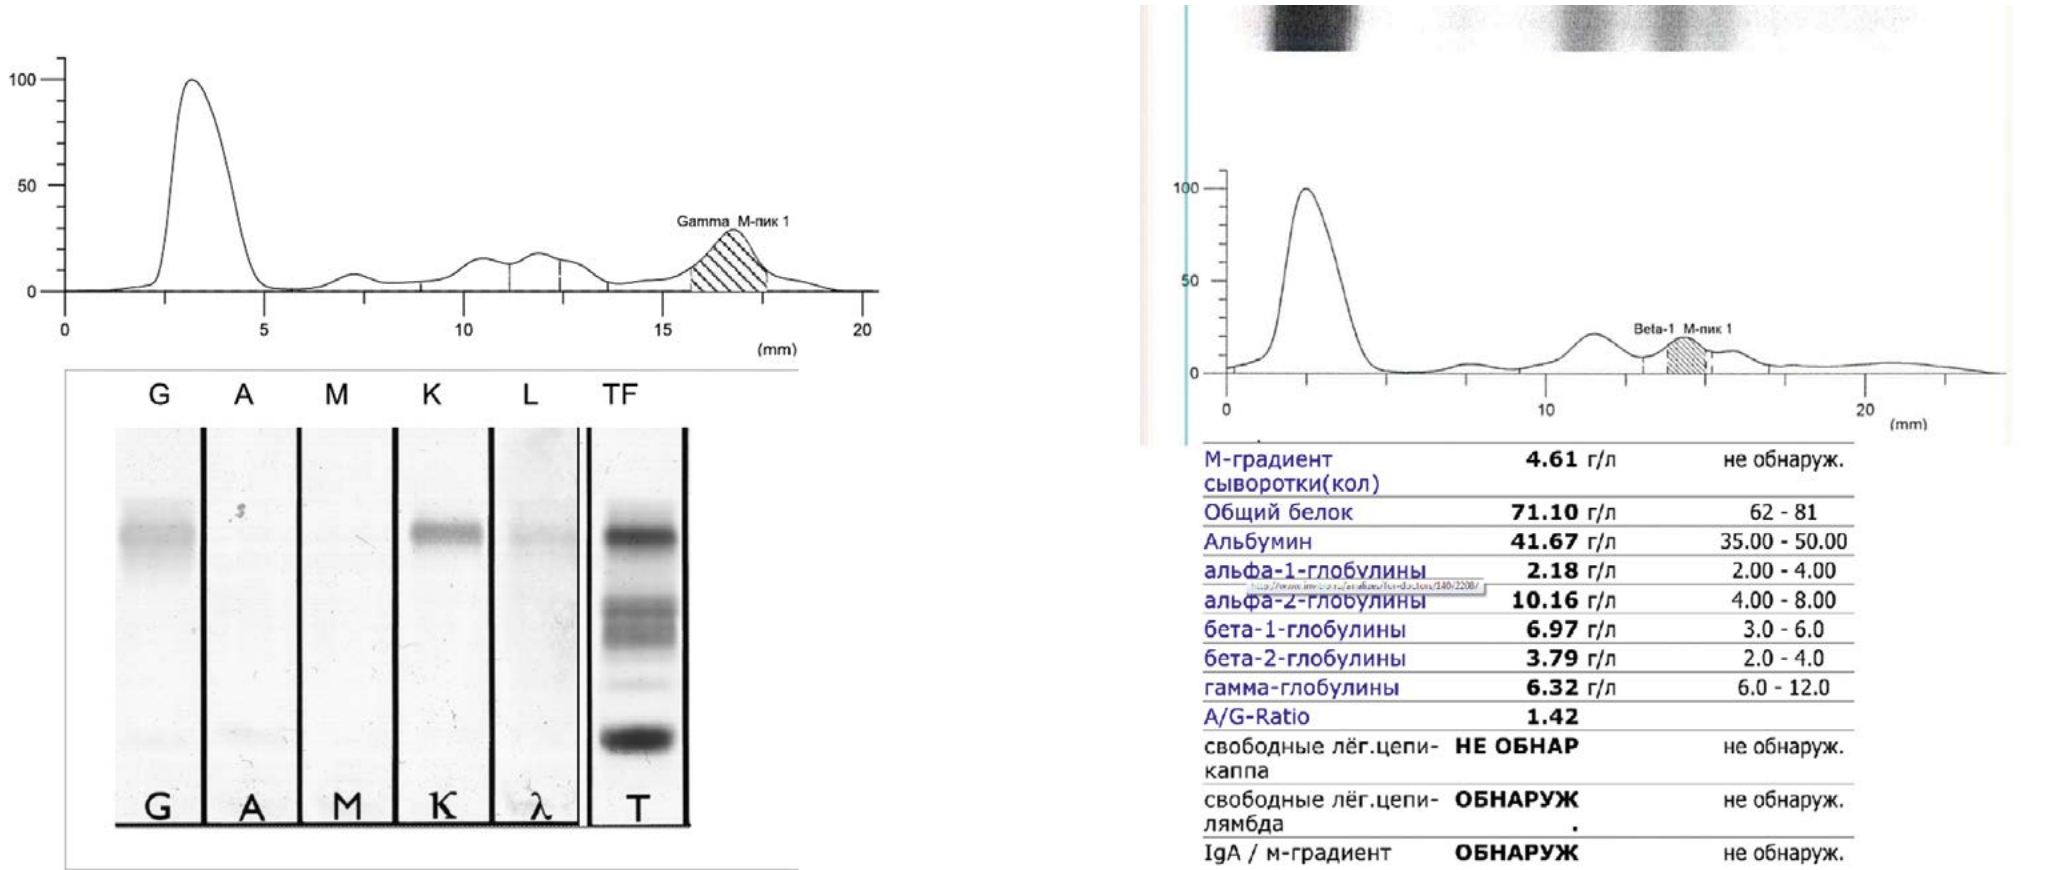 100
50
0
Gamma М-пик 1
0 5 10 15 20
(mm)
G A M K L TF
G A M K λ T
100
50
0
Beta-1 М-пик 1
0 10 20
(mm)
М-градиент 4.61 г/л не обнаруж.
сыворотки(кол)
Общий белок 71.10 г/л 62 - 81
Альбумин 41.67 г/л 35.00 - 50.00
альфа-1-глобулины 2.18 г/л 2.00 - 4.00
альфа-2-глобулины 10.16 г/л 4.00 - 8.00
бета-1-глобулины 6.97 г/л 3.0 - 6.0
бета-2-глобулины 3.79 г/л 2.0 - 4.0
гамма-глобулины 6.32 г/л 6.0 - 12.0
A/G-Ratio 1.42
свободные лёг.цепи- НЕ ОБНАР не обнаруж.
каппа
свободные лёг.цепи- ОБНАРУЖ не обнаруж.
лямбда .
IgA / м-градиент ОБНАРУЖ не обнаруж.